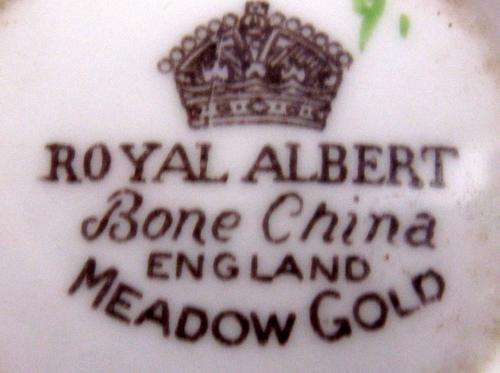 ROYAL ALBERT
Bone China
ENGLAND
MEADOW GOLD